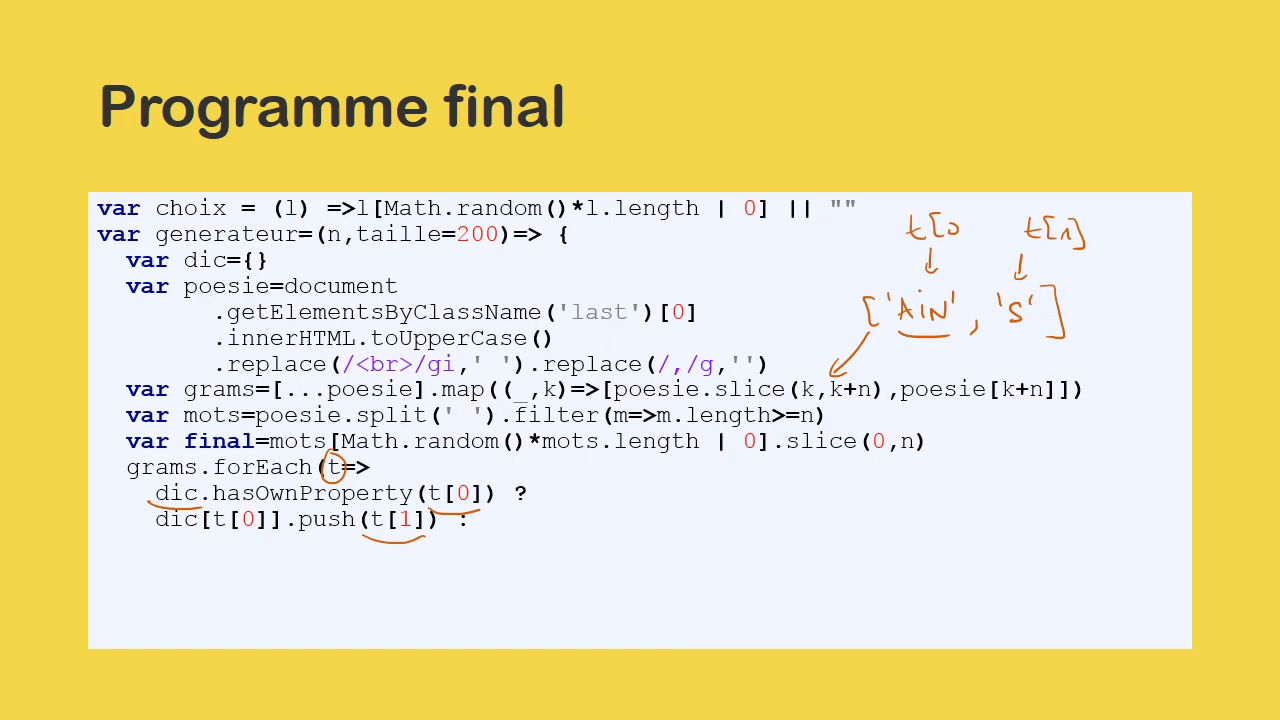 Programme final
var choix = (l) =>l[Math.random()*l.length | 0] || ""
var generateur=(n,taille=200)=> {
var dic={}
var poesie=document
.getElementsByClassName('last')[0]
.innerHTML.toUpperCase()
.replace(/<br>/gi,' ').replace(/,/g,'')
var grams=[...poesie].map((_,k)=>[poesie.slice(k,k+n),poesie[k+n]])
var mots=poesie.split(' ').filter(m=>m.length>=n)
var final=mots[Math.random()*mots.length | 0].slice(0,n)
grams.forEach(t=>
dic.hasOwnProperty(t[0]) ?
dic[t[0]].push(t[1]) :
t[0 t[1]
['AiN', 'S']